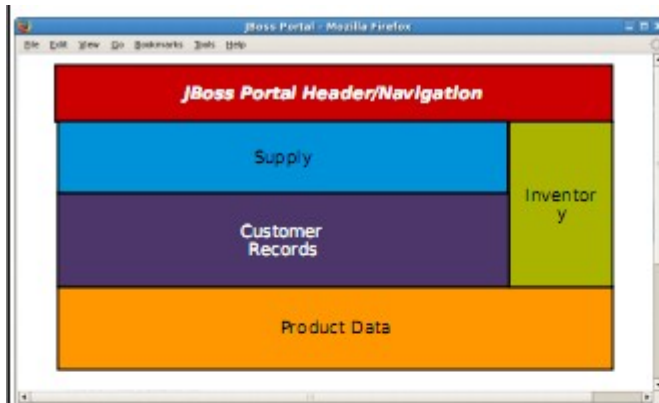 JBoss Portal - Mozilla Firefox
File Edit View Go Bookmarks Tools Help
JBoss Portal Header/Navigation
Supply
Inventor
y
Customer
Records
Product Data